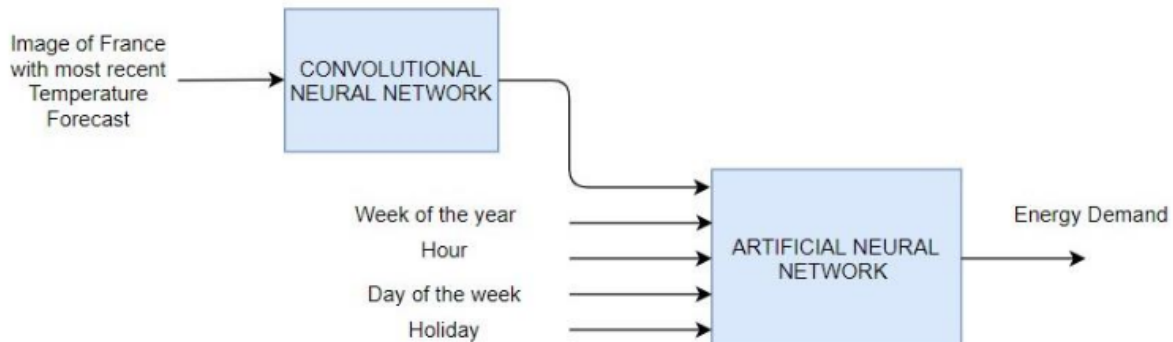 Image of France
with most recent
Temperature
Forecast
CONVOLUTIONAL
NEURAL NETWORK
Week of the year
Hour
Day of the week
Holiday
ARTIFICIAL NEURAL
NETWORK
Energy Demand